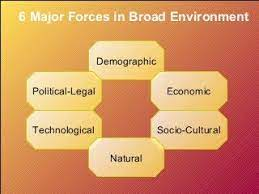 6 Major Forces in Broad Environment
Demographic
Political-Legal
Economic
Technological
Socio-Cultural
Natural